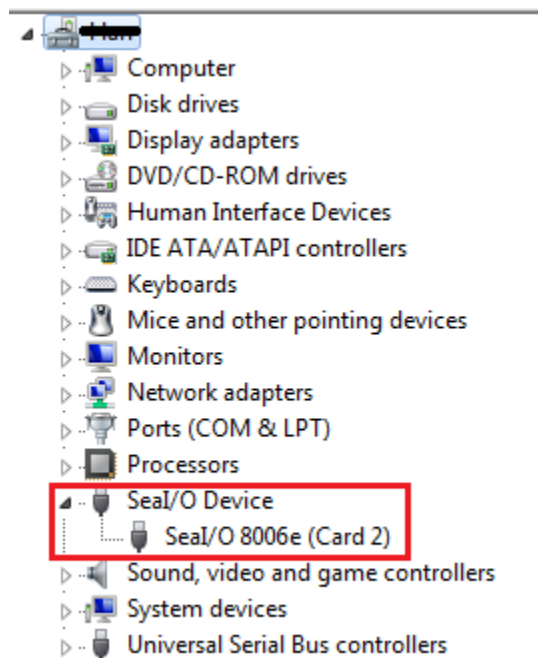 Computer
Disk drives
Display adapters
DVD/CD-ROM drives
Human Interface Devices
IDE ATA/ATAPI controllers
Keyboards
Mice and other pointing devices
Monitors
Network adapters
Ports (COM & LPT)
Processors
SeaI/O Device
SeaI/O 8006e (Card 2)
Sound, video and game controllers
System devices
Universal Serial Bus controllers